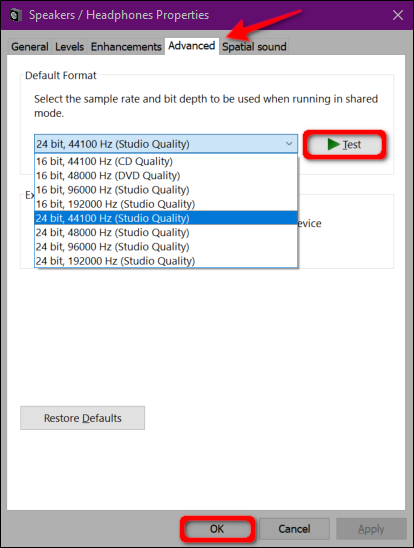 Speakers / Headphones Properties
General Levels Enhancements Advanced Spatial sound
Default Format
Select the sample rate and bit depth to be used when running in shared
mode.
24 bit, 44100 Hz (Studio Quality)
Test
16 bit, 44100 Hz (CD Quality)
16 bit, 48000 Hz (DVD Quality)
16 bit, 96000 Hz (Studio Quality)
16 bit, 192000 Hz (Studio Quality)
24 bit, 44100 Hz (Studio Quality)
24 bit, 48000 Hz (Studio Quality)
24 bit, 96000 Hz (Studio Quality)
24 bit, 192000 Hz (Studio Quality)
Restore Defaults
OK Cancel Apply